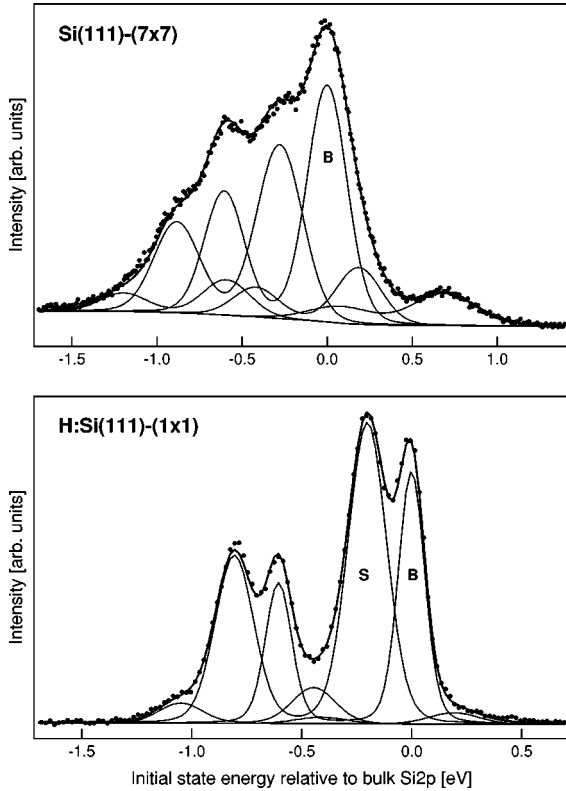 Si(111)-(7x7)
Intensity [arb. units]
B
-1.5 -1.0 -0.5 0.0 0.5 1.0
H:Si(111)-(1x1)
Intensity [arb. units]
S B
-1.5 -1.0 -0.5 0.0 0.5
Initial state energy relative to bulk Si2p [eV]